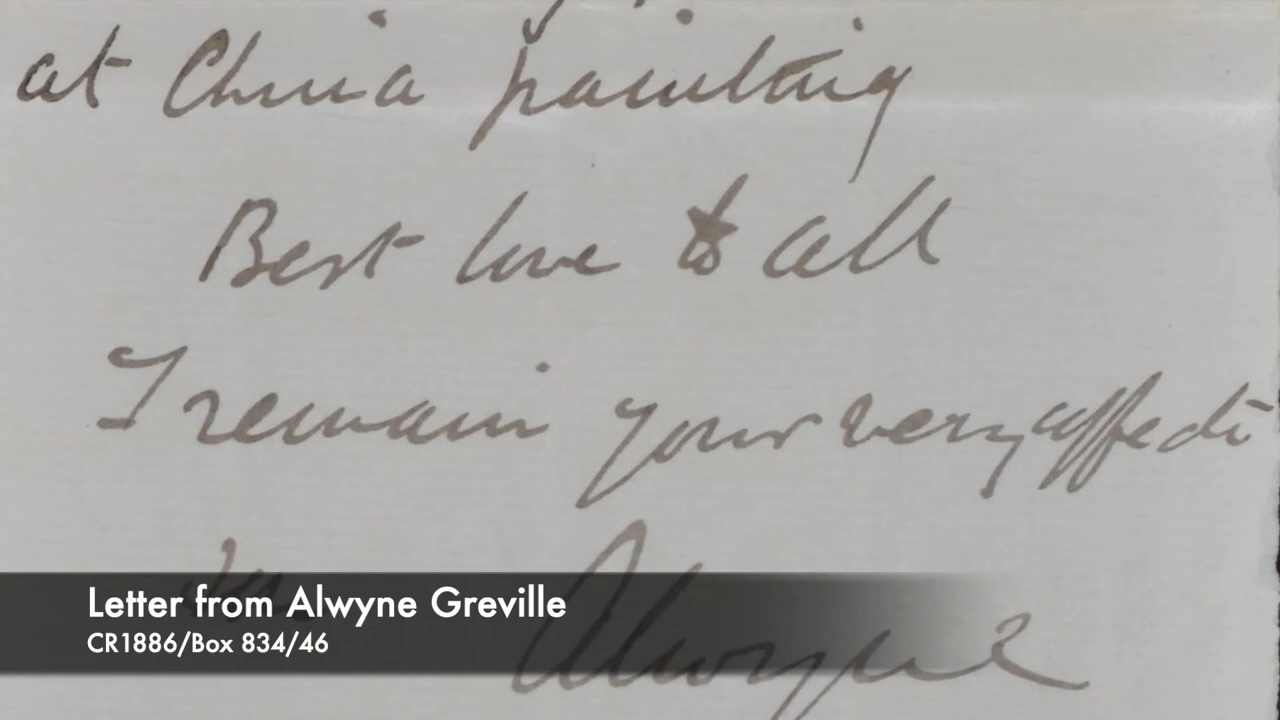 at China painting
Best love to all
I remain your very affecti
Alwyne
Letter from Alwyne Greville
CR1886/Box 834/46